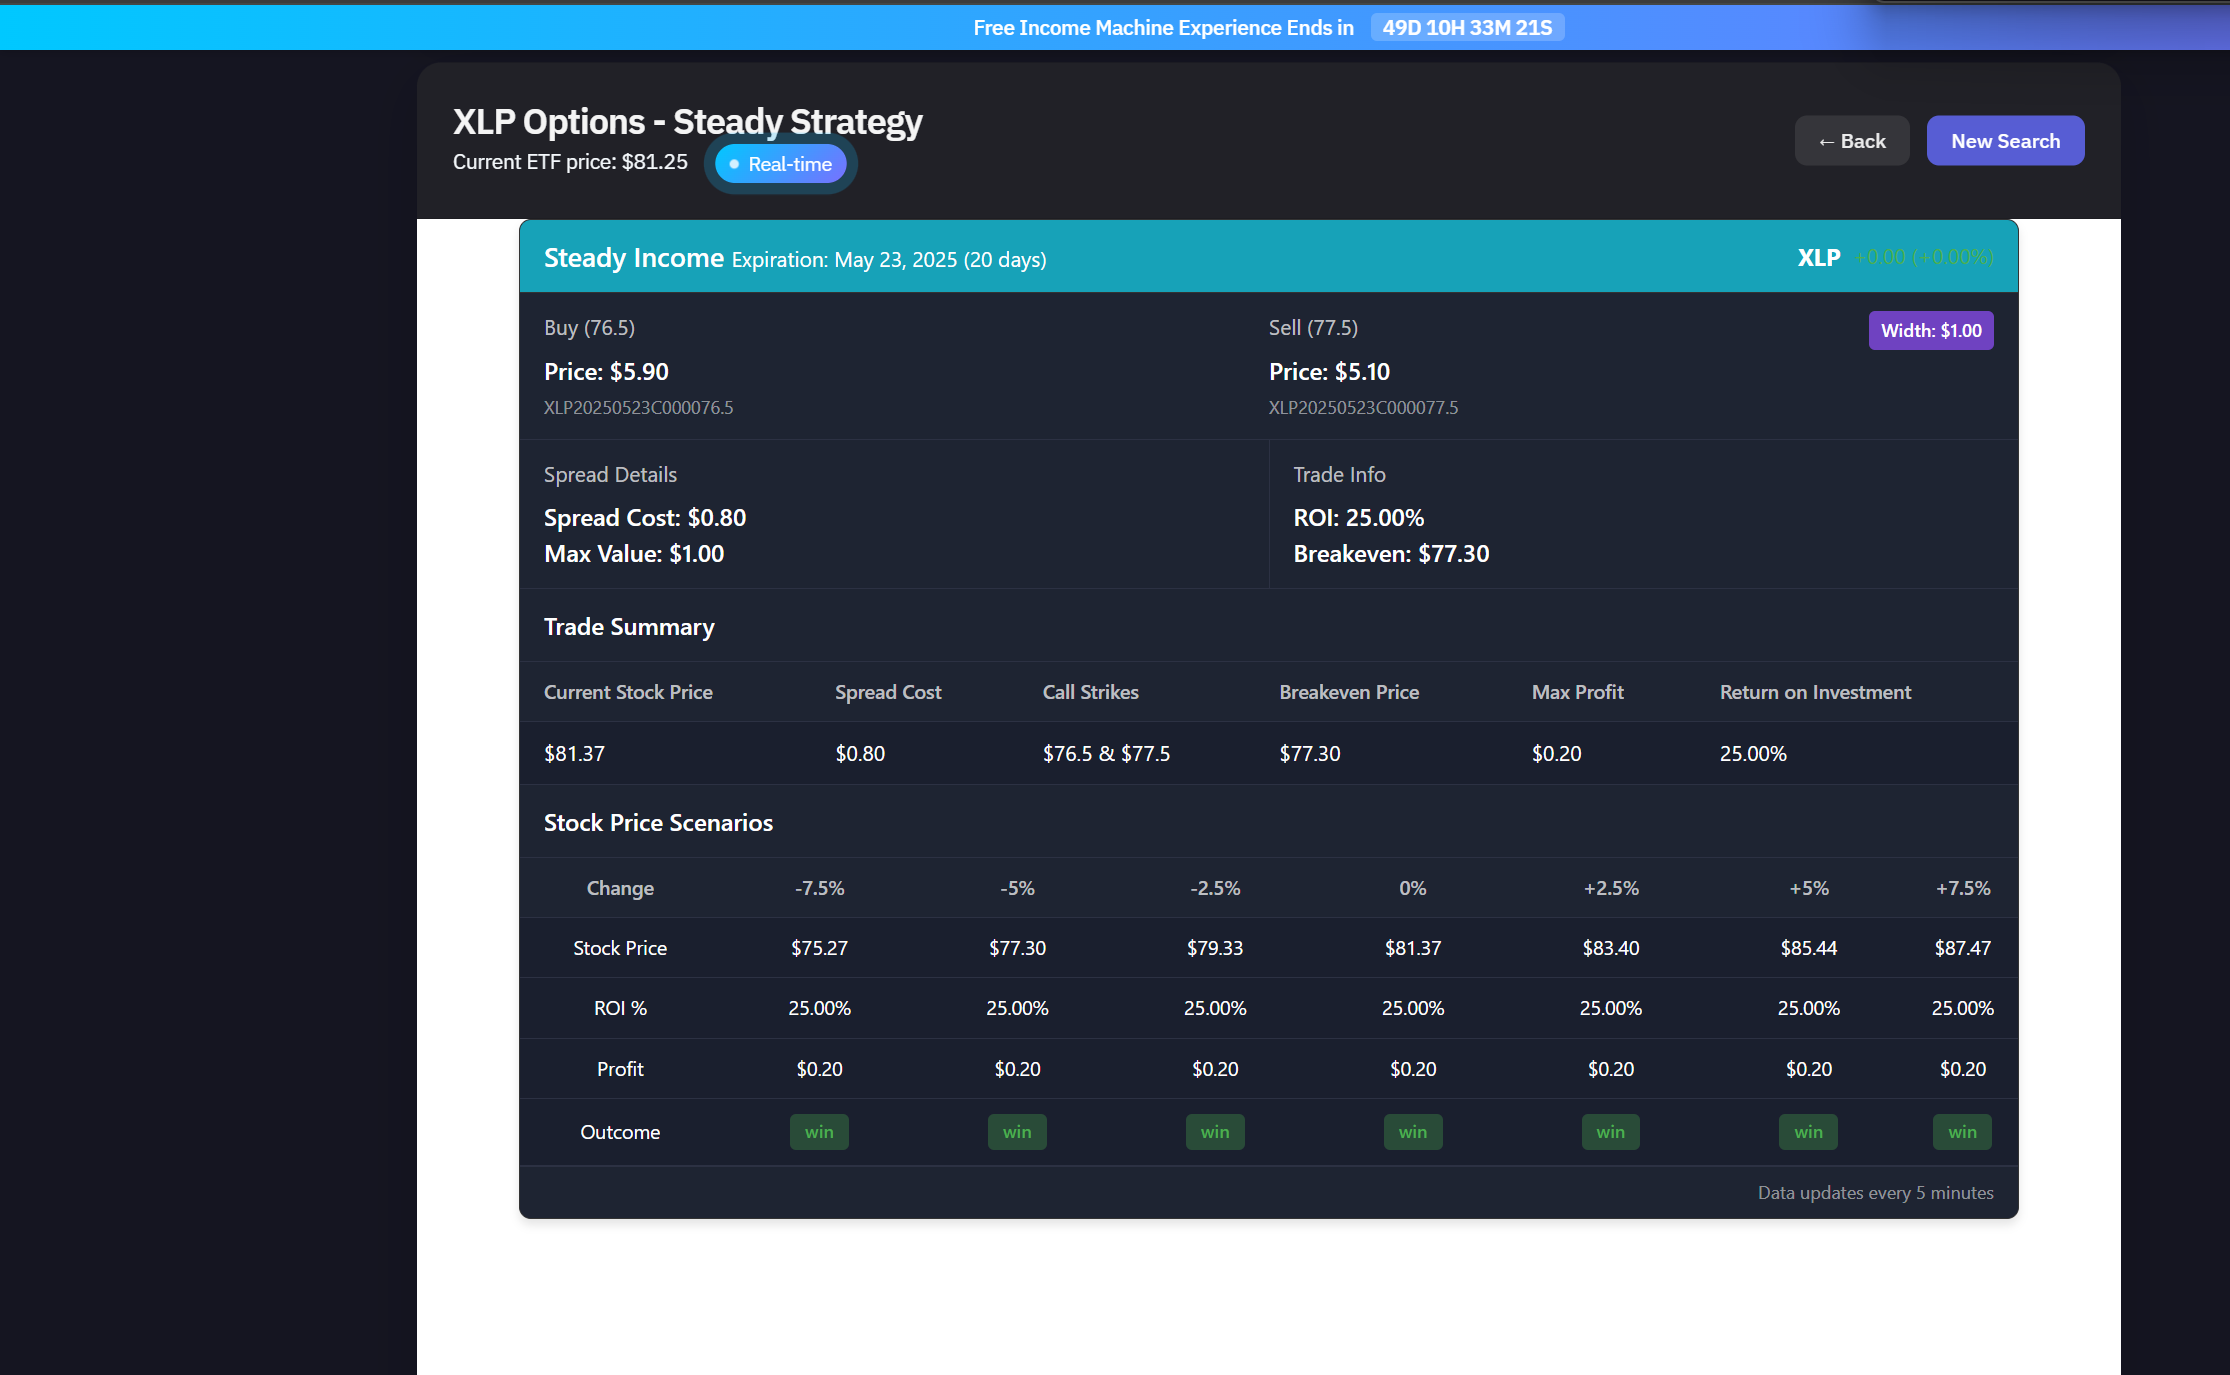 Free Income Machine Experience Ends in 49D 10H 33M 21S
XLP Options - Steady Strategy
Current ETF price: $81.25 Real-time
← Back New Search
Steady Income Expiration: May 23, 2025 (20 days) XLP +0.00 (+0.00%)
Buy (76.5) Sell (77.5) Width: $1.00
Price: $5.90 Price: $5.10
XLP20250523C000076.5 XLP20250523C000077.5
Spread Details Trade Info
Spread Cost: $0.80 ROI: 25.00%
Max Value: $1.00 Breakeven: $77.30
Trade Summary
Current Stock Price Spread Cost Call Strikes Breakeven Price Max Profit Return on Investment
$81.37 $0.80 $76.5 & $77.5 $77.30 $0.20 25.00%
Stock Price Scenarios
Change -7.5% -5% -2.5% 0% +2.5% +5% +7.5%
Stock Price $75.27 $77.30 $79.33 $81.37 $83.40 $85.44 $87.47
ROI % 25.00% 25.00% 25.00% 25.00% 25.00% 25.00% 25.00%
Profit $0.20 $0.20 $0.20 $0.20 $0.20 $0.20 $0.20
Outcome win win win win win win win
Data updates every 5 minutes